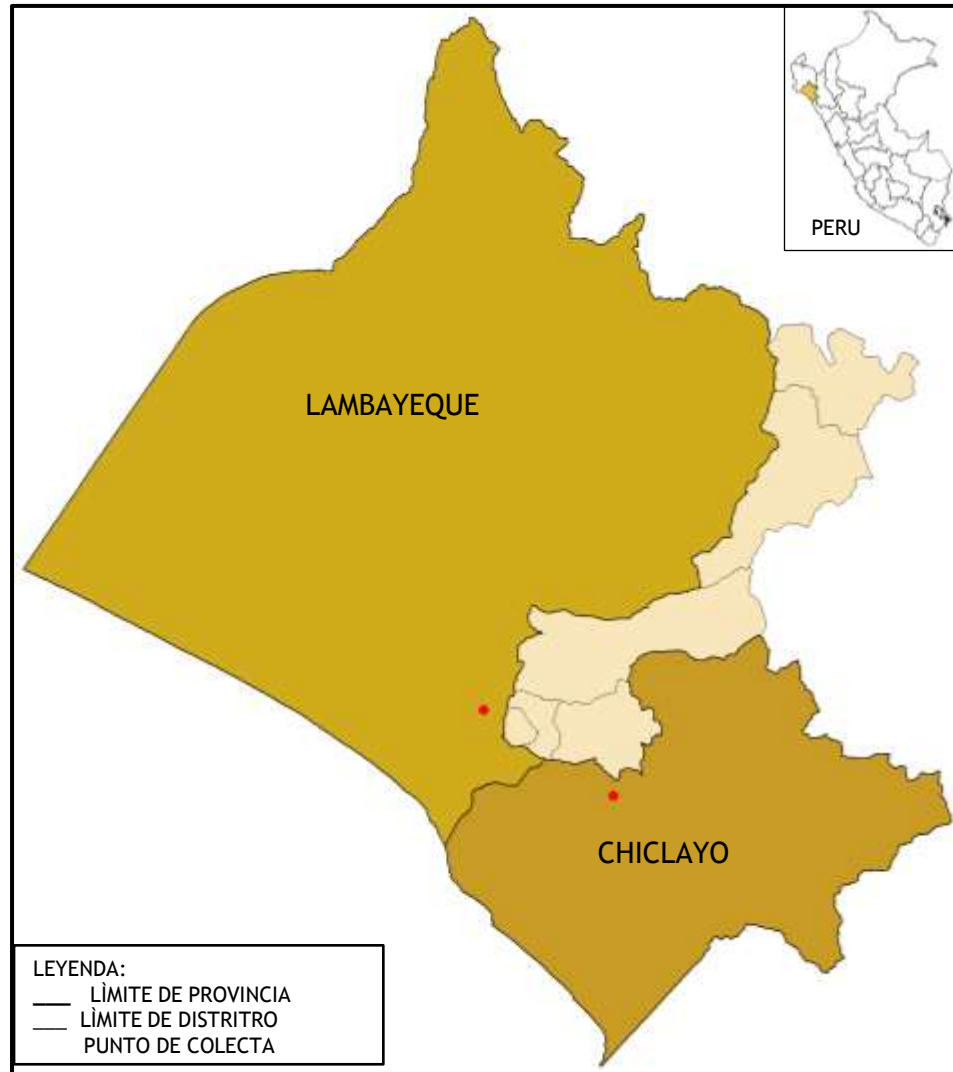 PERU
LAMBAYEQUE
CHICLAYO
LEYENDA:
LÌMITE DE PROVINCIA
LÌMITE DE DISTRITRO
PUNTO DE COLECTA